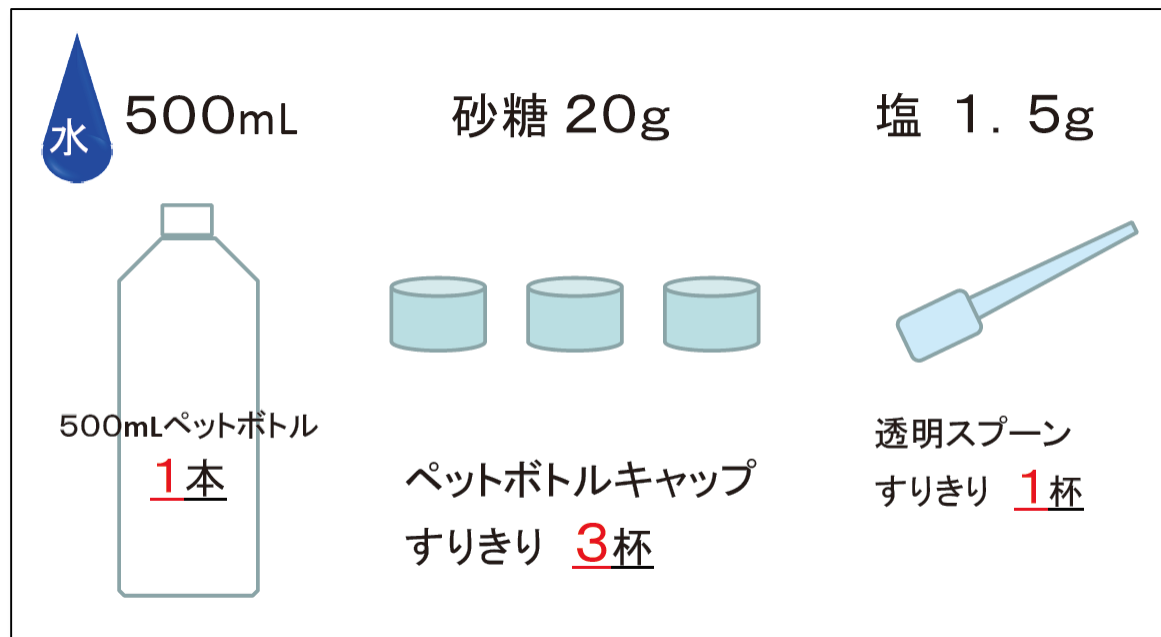 水
500mL
砂糖 20g
塩 1．5g
500mLペットボトル
1本
ペットボトルキャップ
すりきり 3杯
透明スプーン
すりきり 1杯